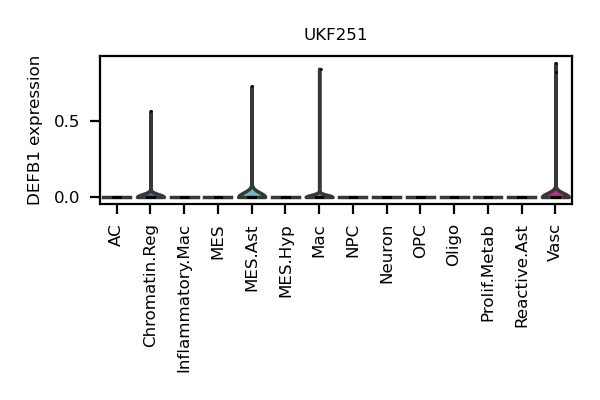 UKF251
DEFB1 expression
0.5
0.0
AC
Chromatin.Reg
Inflammatory.Mac
MES
MES.Ast
MES.Hyp
Mac
NPC
Neuron
OPC
Oligo
Prolif.Metab
Reactive.Ast
Vasc